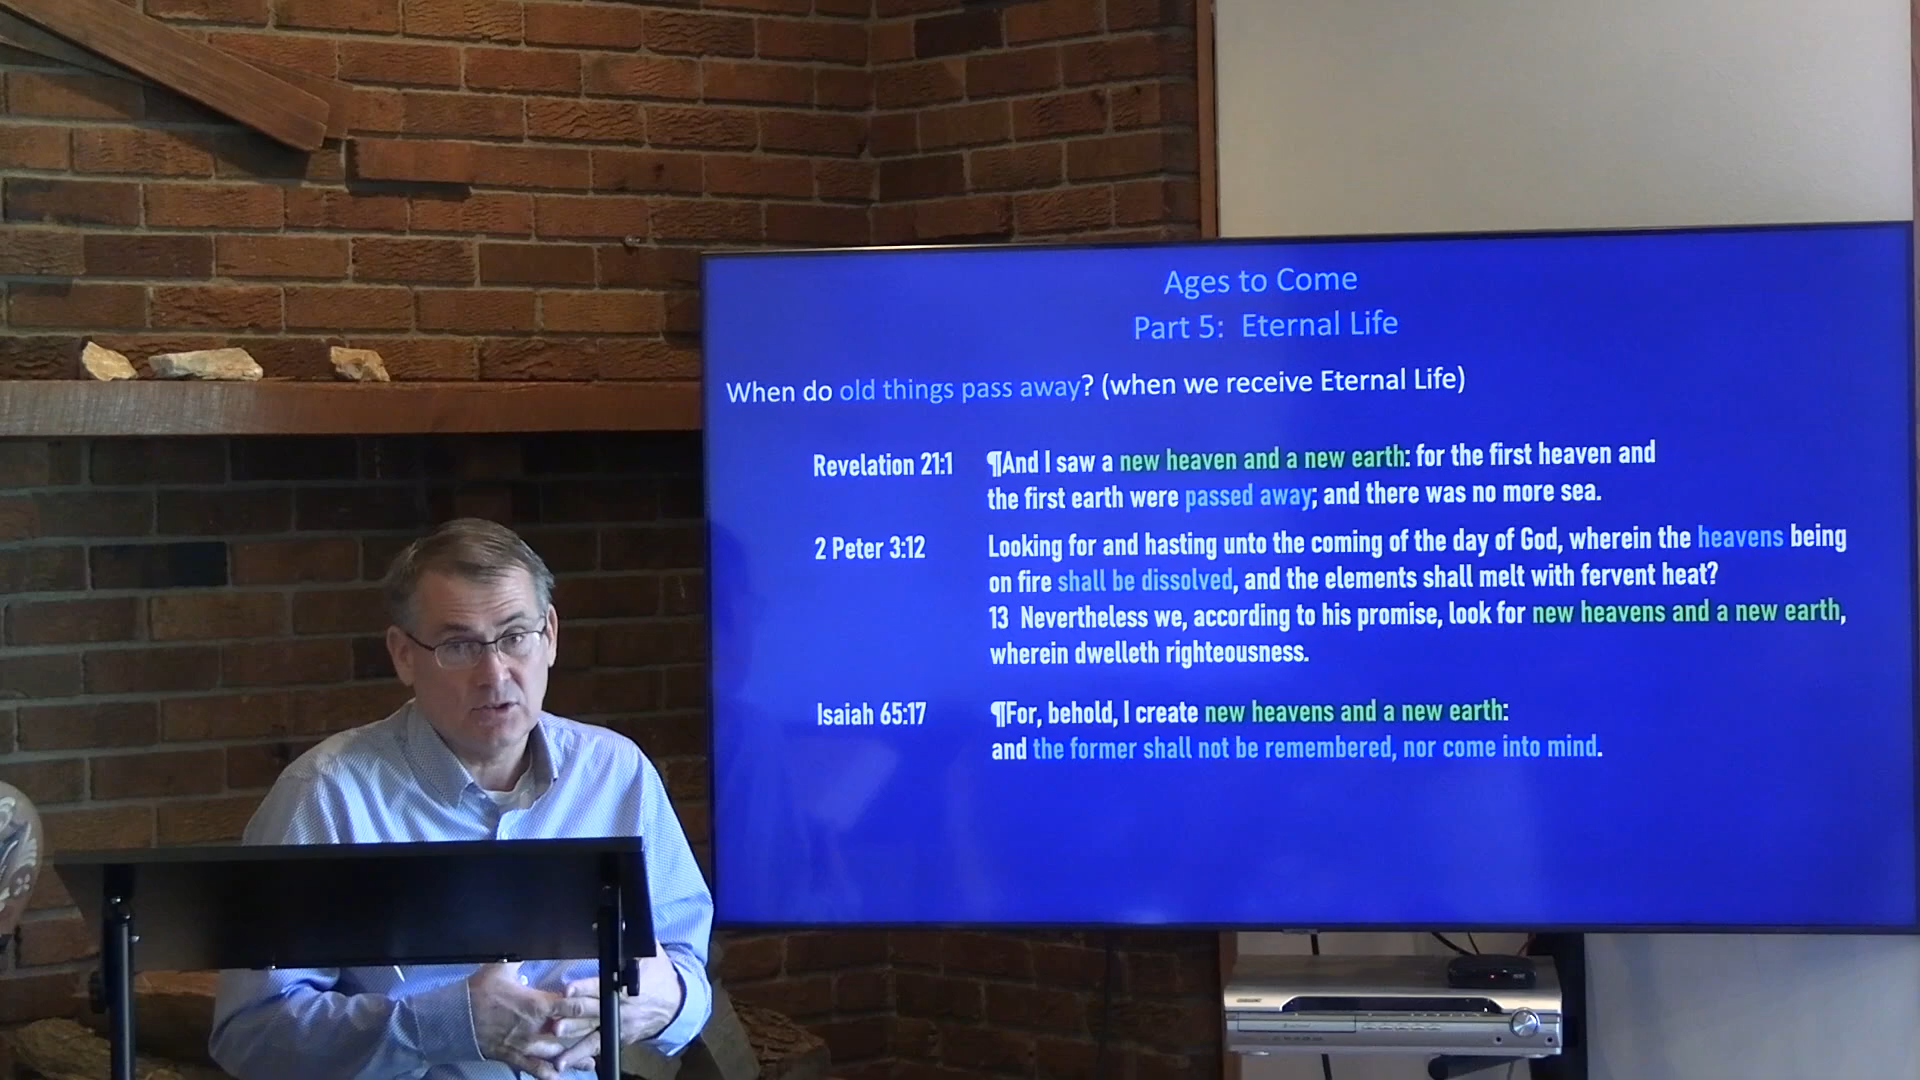 Ages to Come
Part 5: Eternal Life
When do old things pass away? (when we receive Eternal Life)
Revelation 21:1 ¶And I saw a new heaven and a new earth: for the first heaven and
the first earth were passed away; and there was no more sea.
2 Peter 3:12 Looking for and hasting unto the coming of the day of God, wherein the heavens being
on fire shall be dissolved, and the elements shall melt with fervent heat?
13 Nevertheless we, according to his promise, look for new heavens and a new earth,
wherein dwelleth righteousness.
Isaiah 65:17 ¶For, behold, I create new heavens and a new earth:
and the former shall not be remembered, nor come into mind.